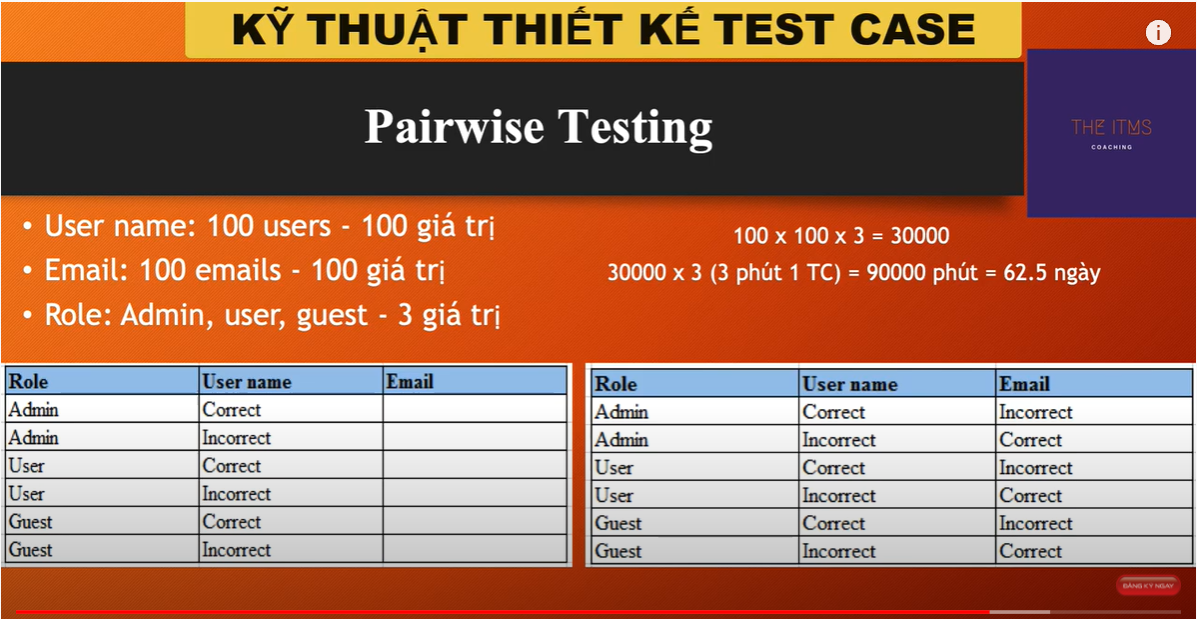 KỸ THUẬT THIẾT KẾ TEST CASE
i
Pairwise Testing
THE ITMS
COACHING
• User name: 100 users - 100 giá trị
• Email: 100 emails - 100 giá trị
• Role: Admin, user, guest - 3 giá trị
100 x 100 x 3 = 30000
30000 x 3 (3 phút 1 TC) = 90000 phút = 62.5 ngày
Role User name Email
Admin Correct
Admin Incorrect
User Correct
User Incorrect
Guest Correct
Guest Incorrect
Role User name Email
Admin Correct Incorrect
Admin Incorrect Correct
User Correct Incorrect
User Incorrect Correct
Guest Correct Incorrect
Guest Incorrect Correct
ĐĂNG KÝ NGAY